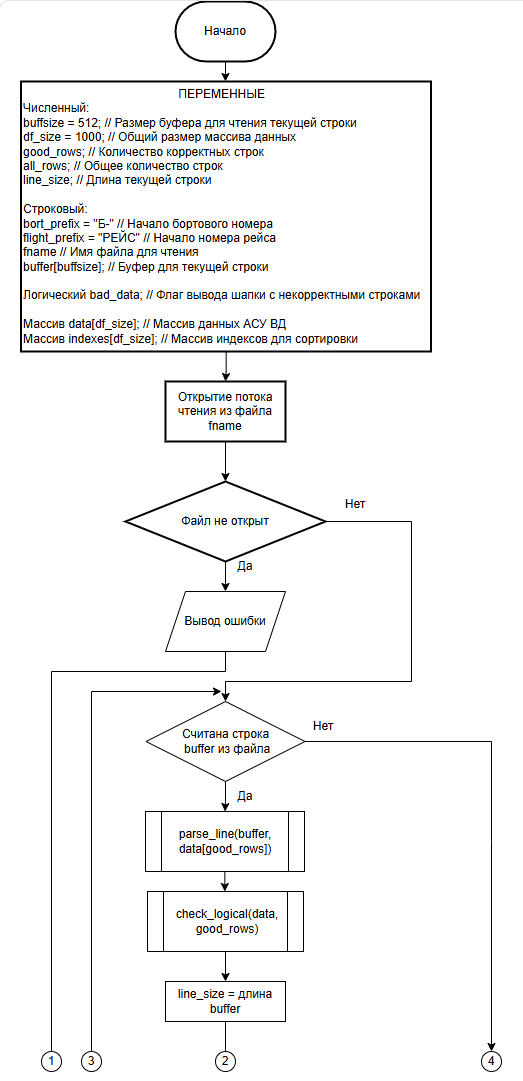 Начало
ПЕРЕМЕННЫЕ
Численный:
buffsize = 512; // Размер буфера для чтения текущей строки
df_size = 1000; // Общий размер массива данных
good_rows; // Количество корректных строк
all_rows; // Общее количество строк
line_size; // Длина текущей строки
Строковый:
bort_prefix = "Б-" // Начало бортового номера
flight_prefix = "РЕЙС" // Начало номера рейса
fname // Имя файла для чтения
buffer[buffsize]; // Буфер для текущей строки
Логический bad_data; // Флаг вывода шапки с некорректными строками
Массив data[df_size]; // Массив данных АСУ ВД
Массив indexes[df_size]; // Массив индексов для сортировки
Открытие потока
чтения из файла
fname
Файл не открыт
Нет
Да
Вывод ошибки
Считана строка
buffer из файла
Нет
Да
parse_line(buffer,
data[good_rows])
check_logical(data,
good_rows)
line_size = длина
buffer
1
3
2
4